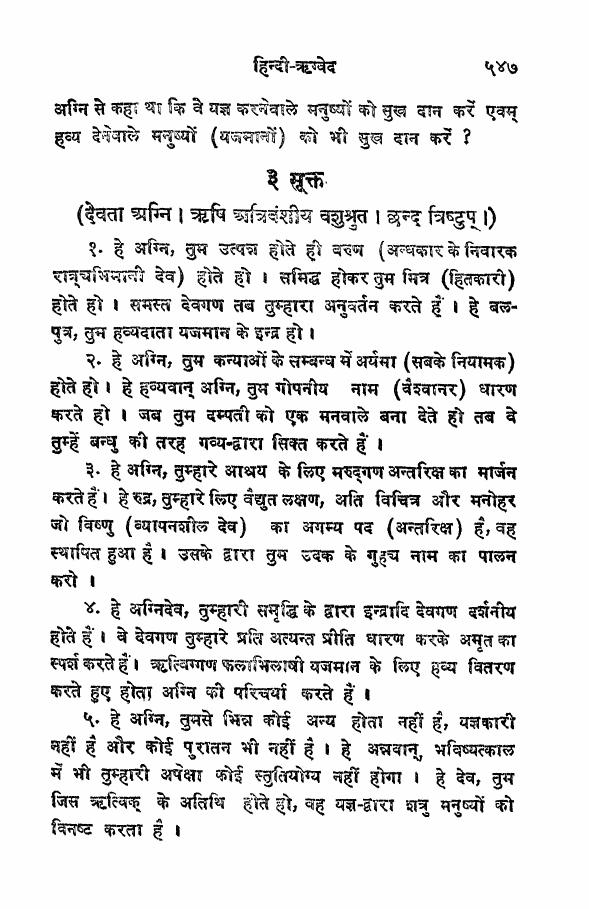 हिन्दी-ऋग्वेद ५४७
अग्नि से कहा था कि वे यज्ञ करनेवाले मनुष्यों को सुख दान करें एवम्
हव्य देनेवाले मनुष्यों (यजमानों) को भी सुख दान करें ?
३ सूक्त
(देवता अग्नि । ऋषि अत्रिवंशीय वशुश्रुत । छन्द त्रिष्टुप् ।)
१. हे अग्नि, तुम उत्पन्न होते ही वरुण (अन्धकार के निवारक
रात्र्यभिमानी देव) होते हो । समिद्ध होकर तुम मित्र (हितकारी)
होते हो । समस्त देवगण तब तुम्हारा अनुवर्तन करते हैं । हे बल-
पुत्र, तुम हव्यदाता यजमान के इन्द्र हो ।
२. हे अग्नि, तुम कन्याओं के सम्बन्ध में अर्यमा (सबके नियामक)
होते हो । हे हव्यवान् अग्नि, तुम गोपनीय नाम (वैश्वानर) धारण
करते हो । जब तुम दम्पती को एक मनवाले बना देते हो तब वे
तुम्हें बन्धु की तरह गव्य-द्वारा सिक्त करते हैं ।
३. हे अग्नि, तुम्हारे आश्रय के लिए मरुद्गण अन्तरिक्ष का मार्जन
करते हैं । हे रुद्र, तुम्हारे लिए वैद्युत लक्षण, अति विचित्र और मनोहर
जो विष्णु (व्यापनशील देव) का अगम्य पद (अन्तरिक्ष) है, वह
स्थापित हुआ है । उसके द्वारा तुम उदक के गुहच नाम का पालन
करो ।
४. हे अग्निदेव, तुम्हारी समृद्धि के द्वारा इन्द्रादि देवगण दर्शनीय
होते हैं । वे देवगण तुम्हारे प्रति अत्यन्त प्रीति धारण करके अमृत का
स्पर्श करते हैं । ऋत्विग्गण फलाभिलाषी यजमान के लिए हव्य वितरण
करते हुए होता अग्नि की परिचर्या करते हैं ।
५. हे अग्नि, तुमसे भिन्न कोई अन्य होता नहीं है, यज्ञकारी
नहीं है और कोई पुरातन भी नहीं है । हे अन्नवान्, भविष्यत्काल
में भी तुम्हारी अपेक्षा कोई स्तुतियोग्य नहीं होगा । हे देव, तुम
जिस ऋत्विक् के अतिथि होते हो, वह यज्ञ-द्वारा शत्रु मनुष्यों को
विनष्ट करता है ।